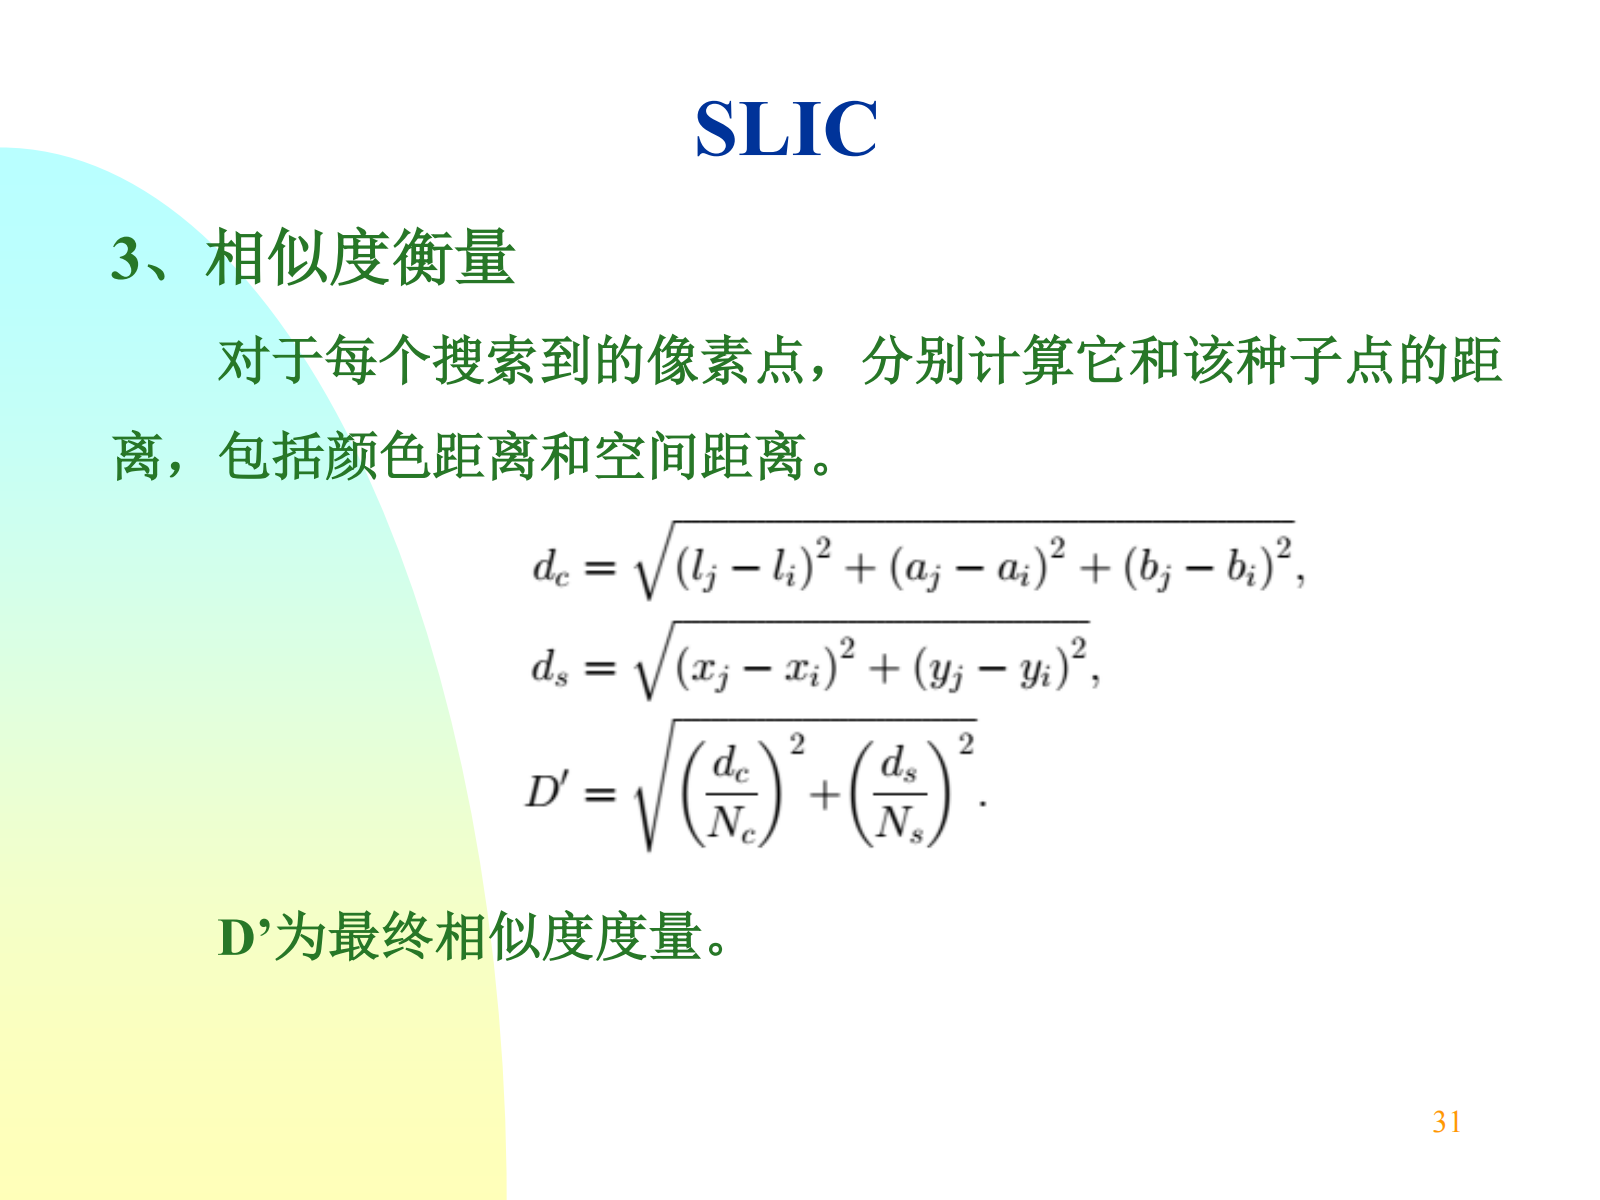 SLIC
3、相似度衡量
对于每个搜索到的像素点，分别计算它和该种子点的距
离，包括颜色距离和空间距离。
$d_c = \sqrt{(l_j - l_i)^2 + (a_j - a_i)^2 + (b_j - b_i)^2},$
$d_s = \sqrt{(x_j - x_i)^2 + (y_j - y_i)^2},$
$D' = \sqrt{\left(\frac{d_c}{N_c}\right)^2 + \left(\frac{d_s}{N_s}\right)^2}.$
D’为最终相似度度量。
31